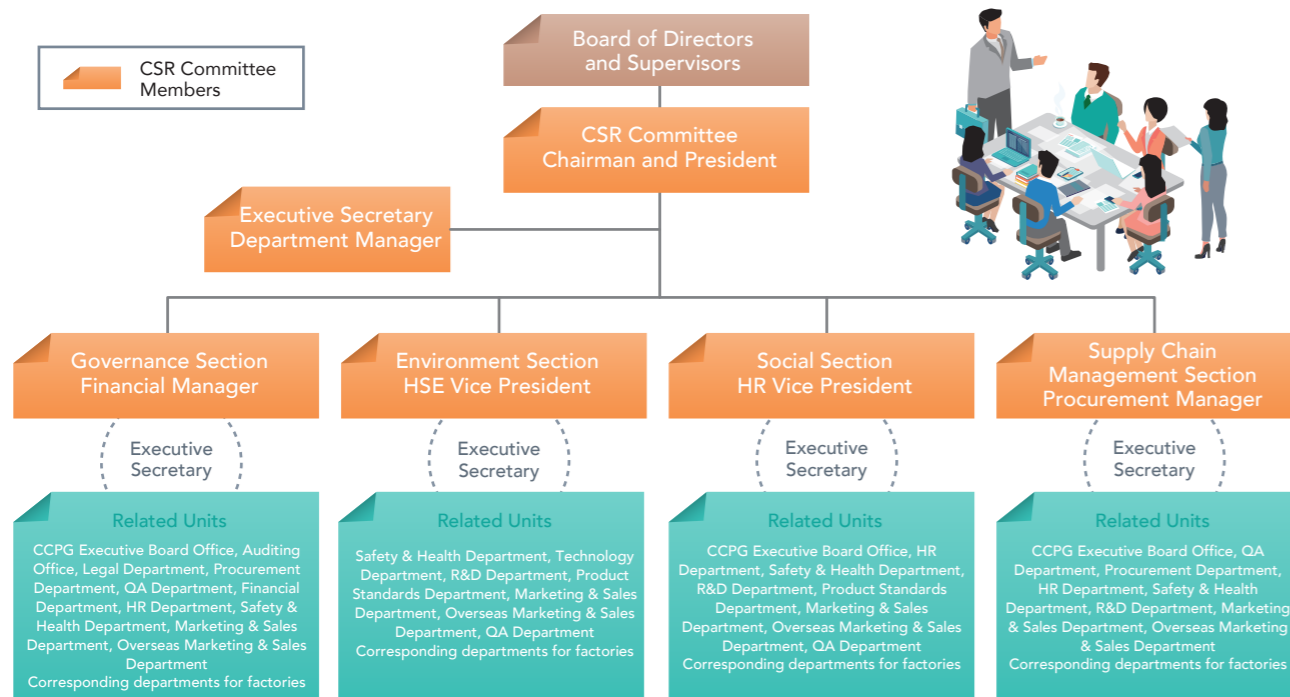 CSR Committee
Members
Board of Directors
and Supervisors
CSR Committee
Chairman and President
Executive Secretary
Department Manager
Governance Section
Financial Manager
Executive
Secretary
Related Units
CCPG Executive Board Office, Auditing
Office, Legal Department, Procurement
Department, QA Department, Financial
Department, HR Department, Safety &
Health Department, Marketing & Sales
Department, Overseas Marketing & Sales
Department
Corresponding departments for factories
Environment Section
HSE Vice President
Executive
Secretary
Related Units
Safety & Health Department, Technology
Department, R&D Department, Product
Standards Department, Marketing & Sales
Department, Overseas Marketing & Sales
Department, QA Department
Corresponding departments for factories
Social Section
HR Vice President
Executive
Secretary
Related Units
CCPG Executive Board Office, HR
Department, Safety & Health Department,
R&D Department, Product Standards
Department, Marketing & Sales
Department, Overseas Marketing & Sales
Department, QA Department
Corresponding departments for factories
Supply Chain
Management Section
Procurement Manager
Executive
Secretary
Related Units
CCPG Executive Board Office, QA
Department, Procurement Department,
HR Department, Safety & Health
Department, R&D Department, Marketing
& Sales Department, Overseas Marketing
& Sales Department
Corresponding departments for factories